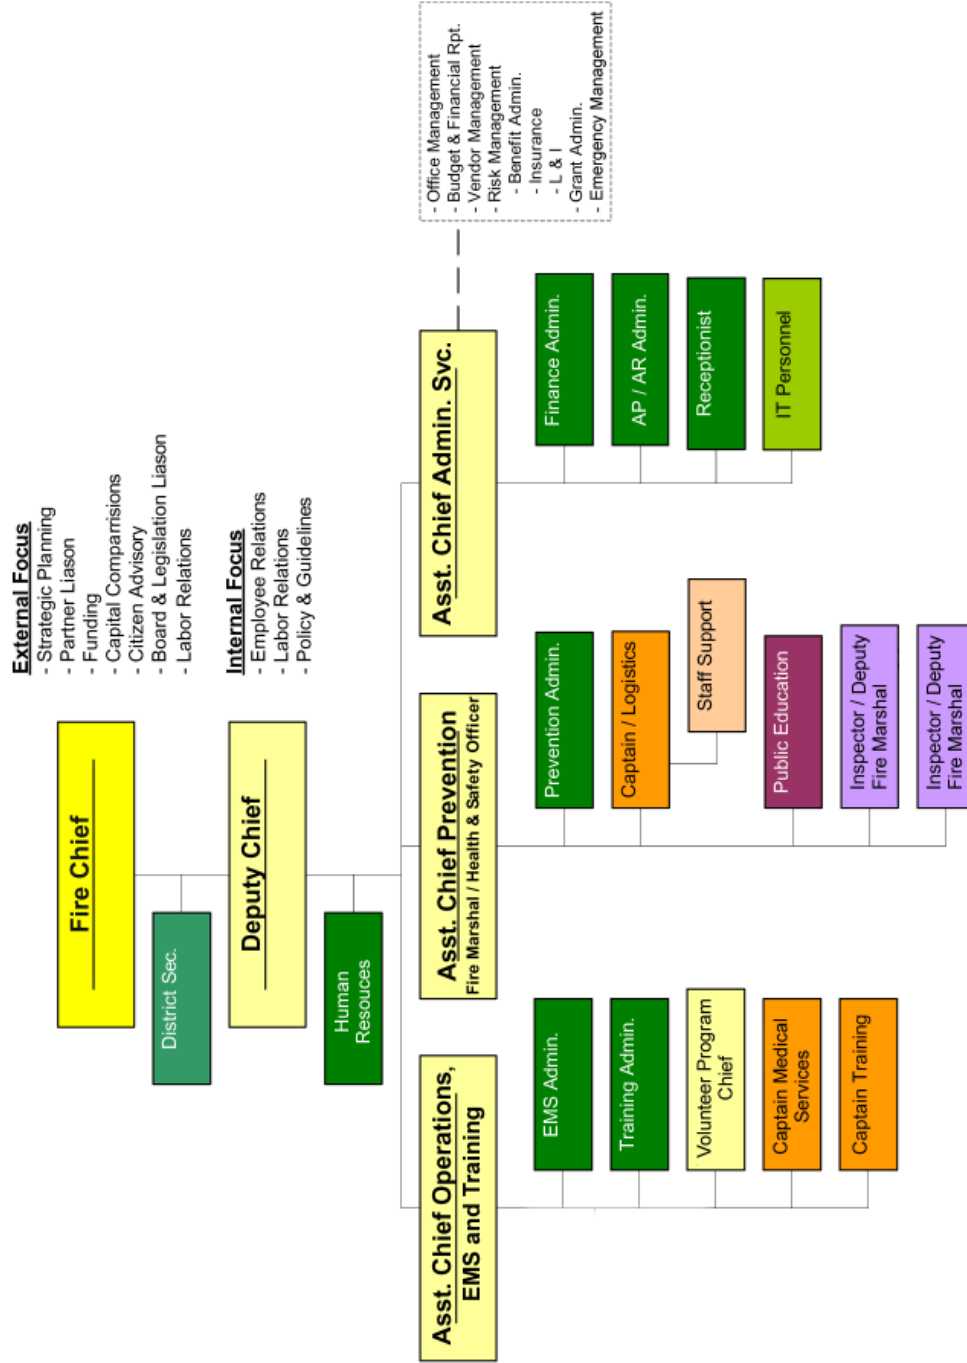 External Focus
- Strategic Planning
- Partner Liason
- Funding
- Capital Comparrisions
- Citizen Advisory
- Board & Legislation Liason
- Labor Relations
Fire Chief
District Sec.
Internal Focus
- Employee Relations
- Labor Relations
- Policy & Guidelines
Deputy Chief
Human
Resouces
Asst. Chief Operations,
EMS and Training
EMS Admin.
Training Admin.
Volunteer Program
Chief
Captain Medical
Services
Captain Training
Asst. Chief Prevention
Fire Marshal / Health & Safety Officer
Prevention Admin.
Captain / Logistics
Staff Support
Public Education
Inspector / Deputy
Fire Marshal
Inspector / Deputy
Fire Marshal
Asst. Chief Admin. Svc.
Finance Admin.
AP / AR Admin.
Receptionist
IT Personnel
- Office Management
- Budget & Financial Rpt.
- Vendor Management
- Risk Management
- Benefit Admin.
- Insurance
- L & I
- Grant Admin.
- Emergency Management